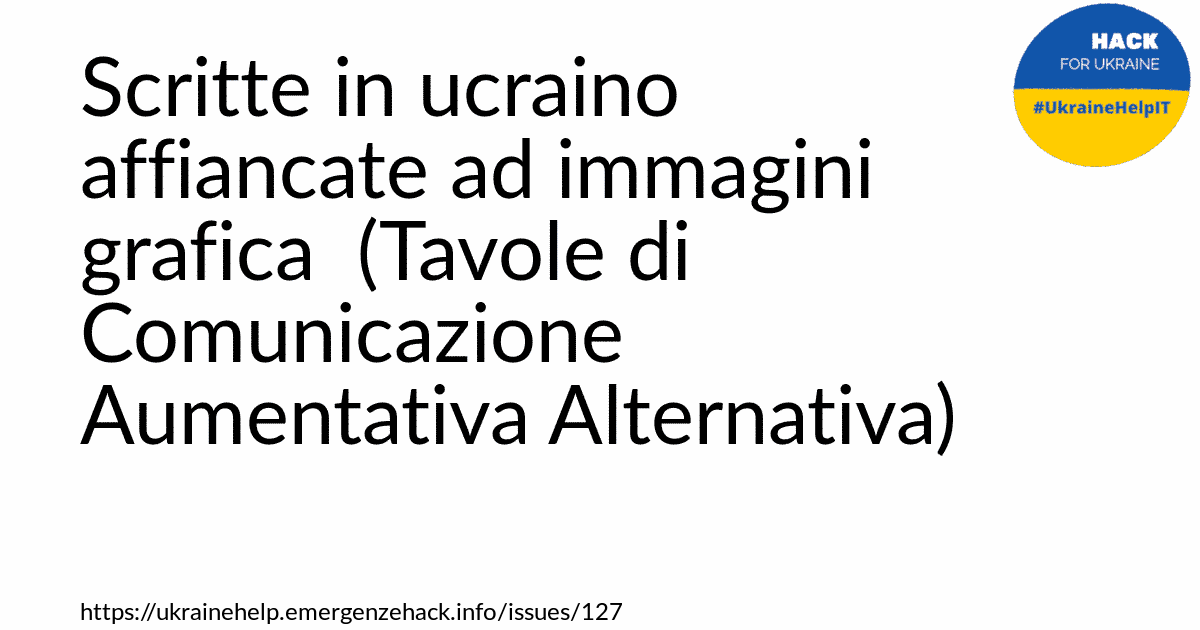 Scritte in ucraino
affiancate ad immagini
grafica  (Tavole di
Comunicazione
Aumentativa Alternativa)
HACK
FOR UKRAINE
#UkraineHelpIT
https://ukrainehelp.emergenzehack.info/issues/127